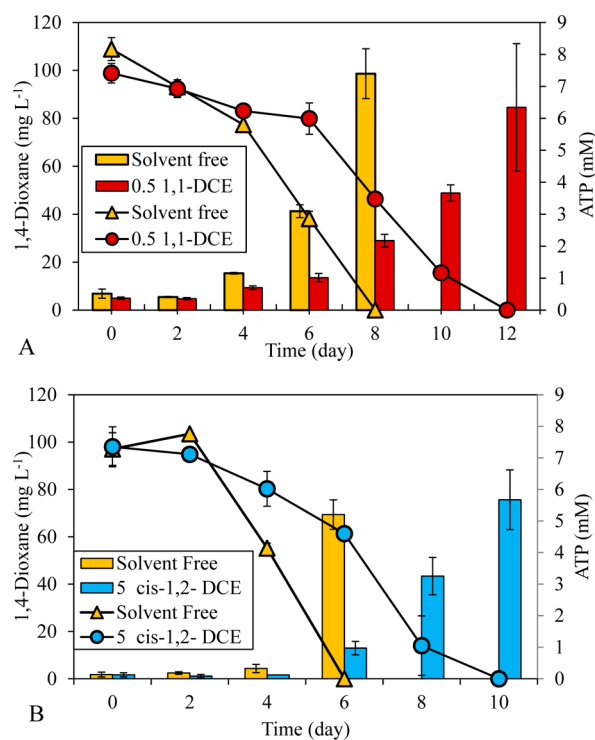 120
100
80
60
40
20
0
1,4-Dioxane (mg L-1)
9
8
7
6
5
4
3
2
1
0
ATP (mM)
Solvent free
0.5 1,1-DCE
Solvent free
0.5 1,1-DCE
0 2 4 6 8 10 12
Time (day)
A
120
100
80
60
40
20
0
1,4-Dioxane (mg L-1)
9
8
7
6
5
4
3
2
1
0
ATP (mM)
Solvent Free
5 cis-1,2- DCE
Solvent Free
5 cis-1,2- DCE
0 2 4 6 8 10
Time (day)
B